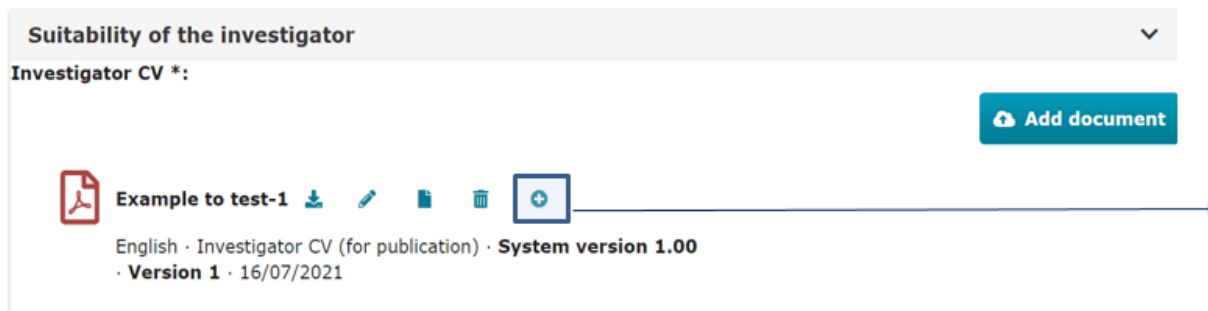 Suitability of the investigator
Investigator CV *:
Add document
Example to test-1
English · Investigator CV (for publication) · System version 1.00
· Version 1 · 16/07/2021